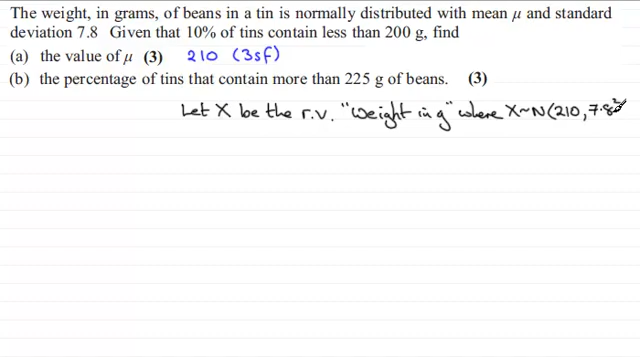 The weight, in grams, of beans in a tin is normally distributed with mean μ and standard
deviation 7.8 Given that 10% of tins contain less than 200 g, find
(a) the value of μ (3) 210 (3sf)
(b) the percentage of tins that contain more than 225 g of beans. (3)
Let X be the r.v. "Weight in g" where X~N(210, 7.8²